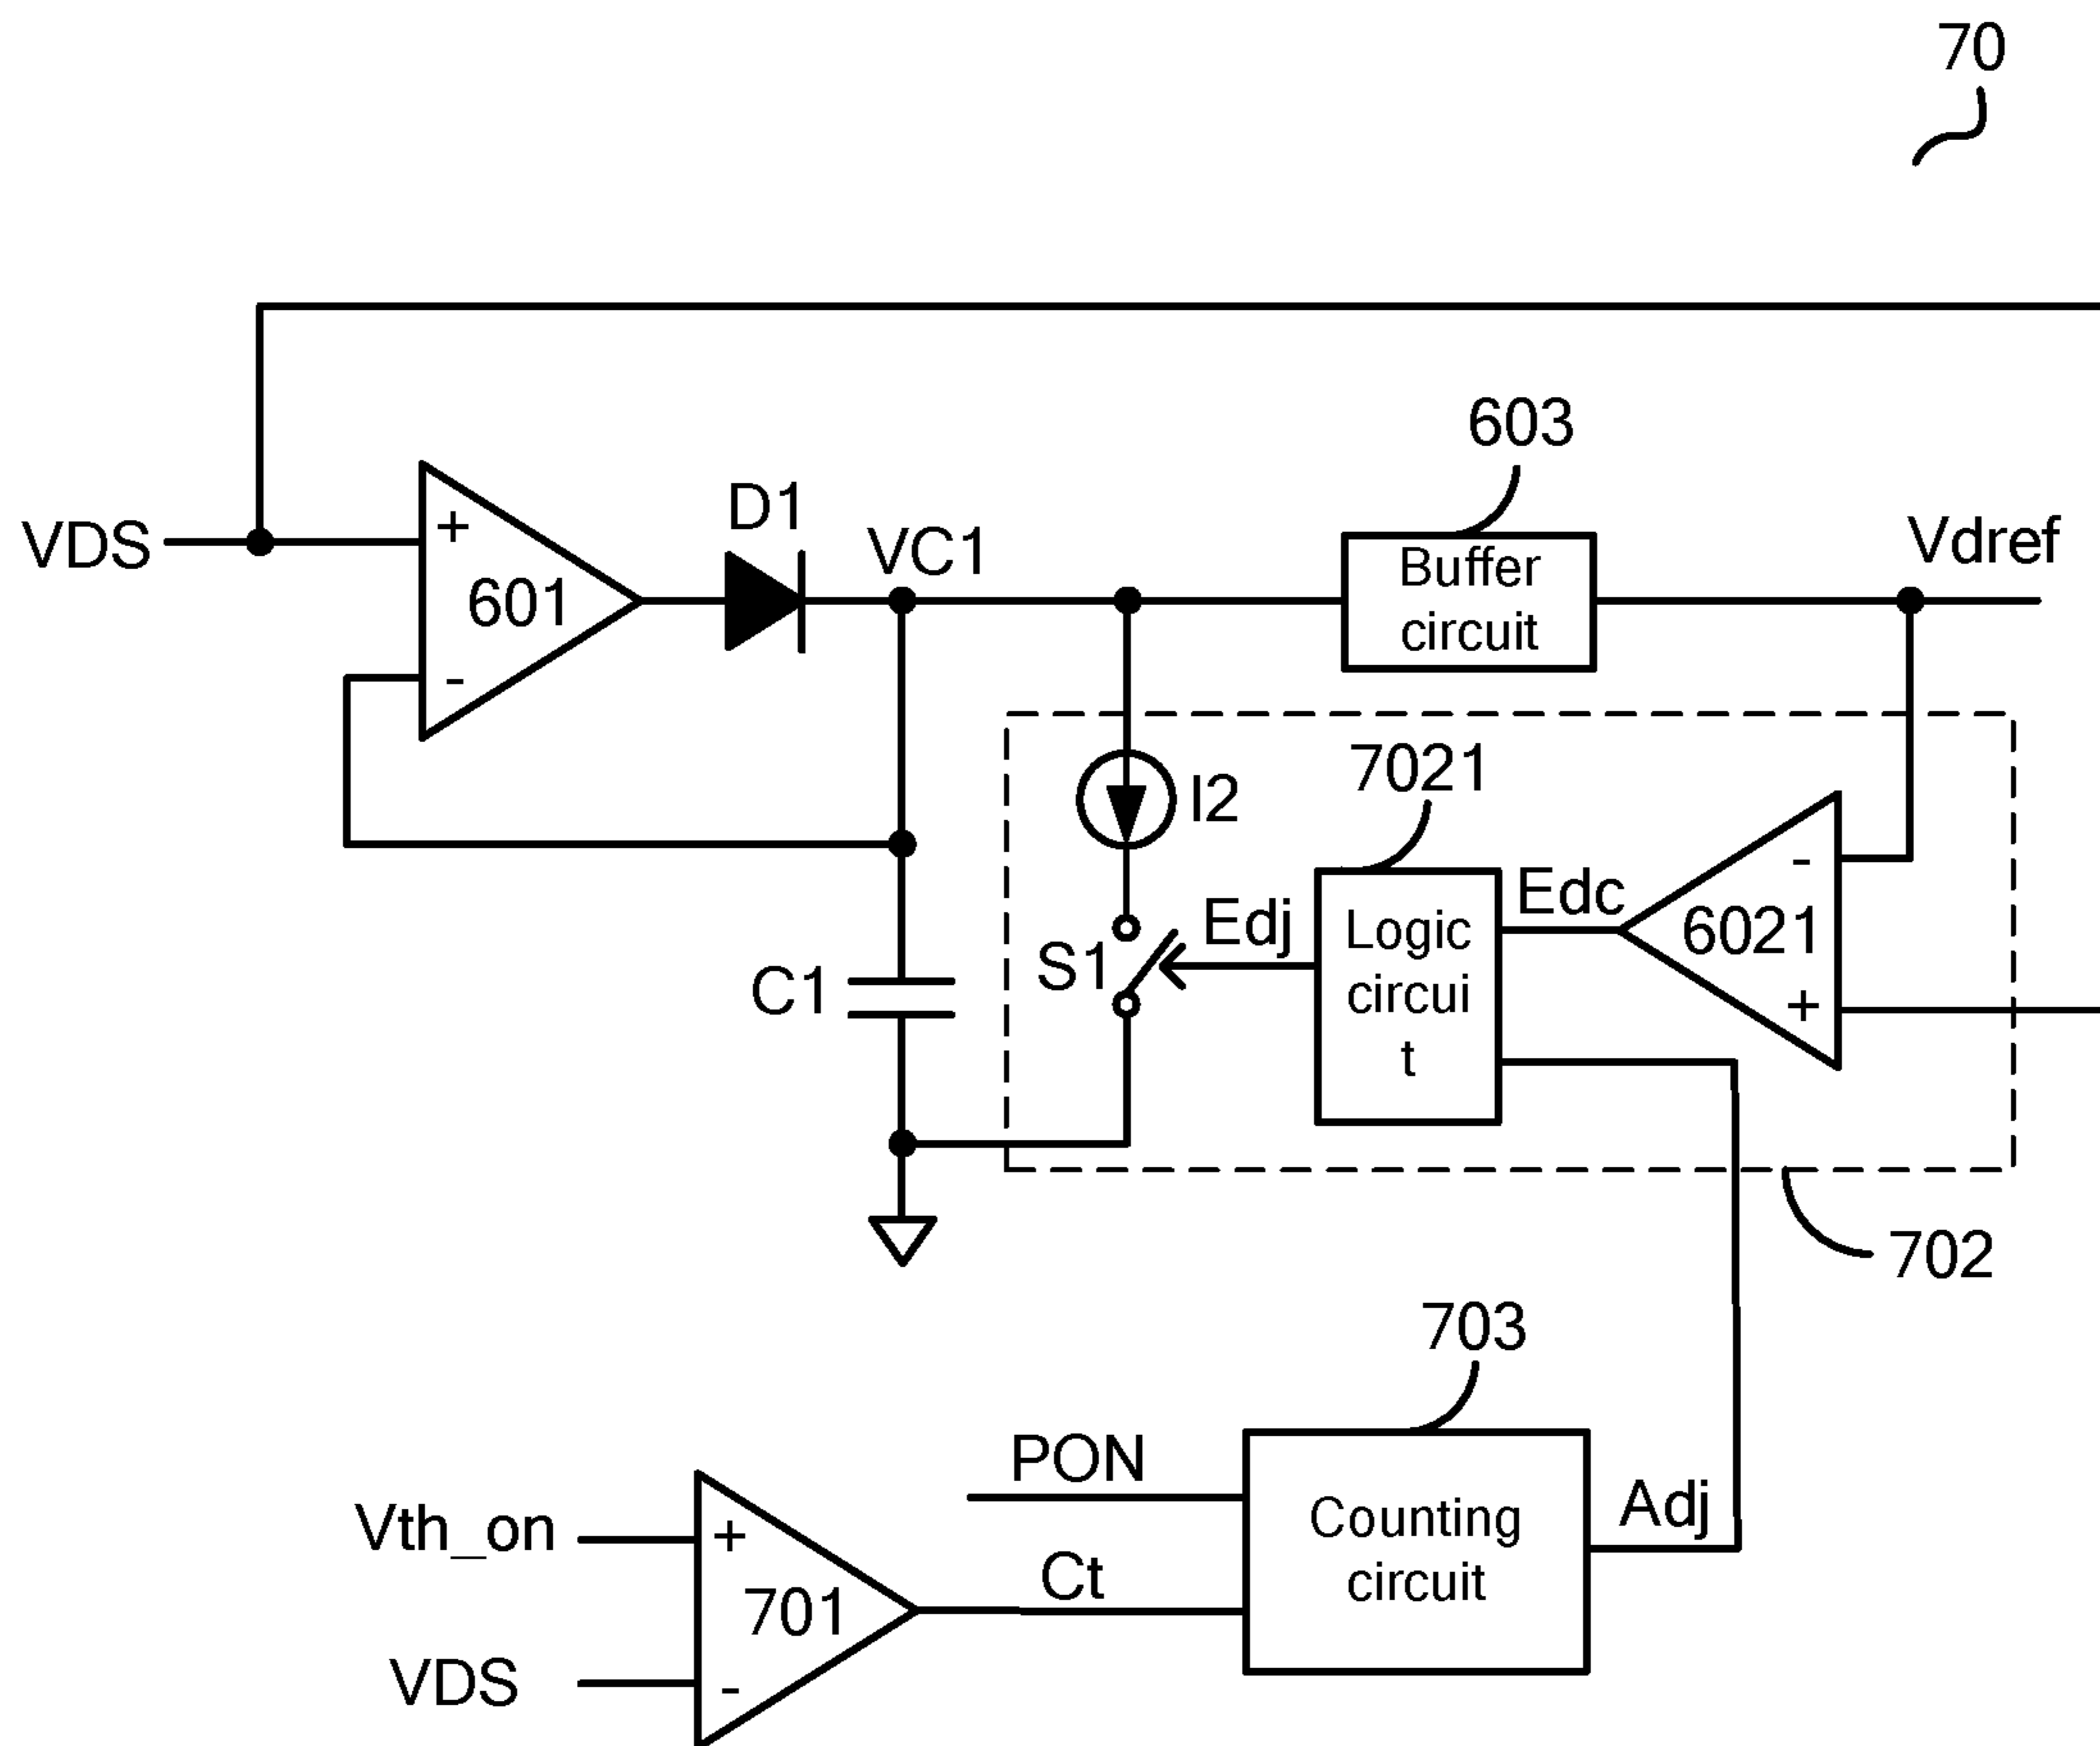 70
603
D1
VC1
Vdref
VDS
+
601
-
Buffer
circuit
7021
I2
Edj
Edc
-
6021
+
S1
C1
Logic
circui
t
702
703
PON
Vth_on
+
701
Ct
VDS
-
Counting
circuit
Adj